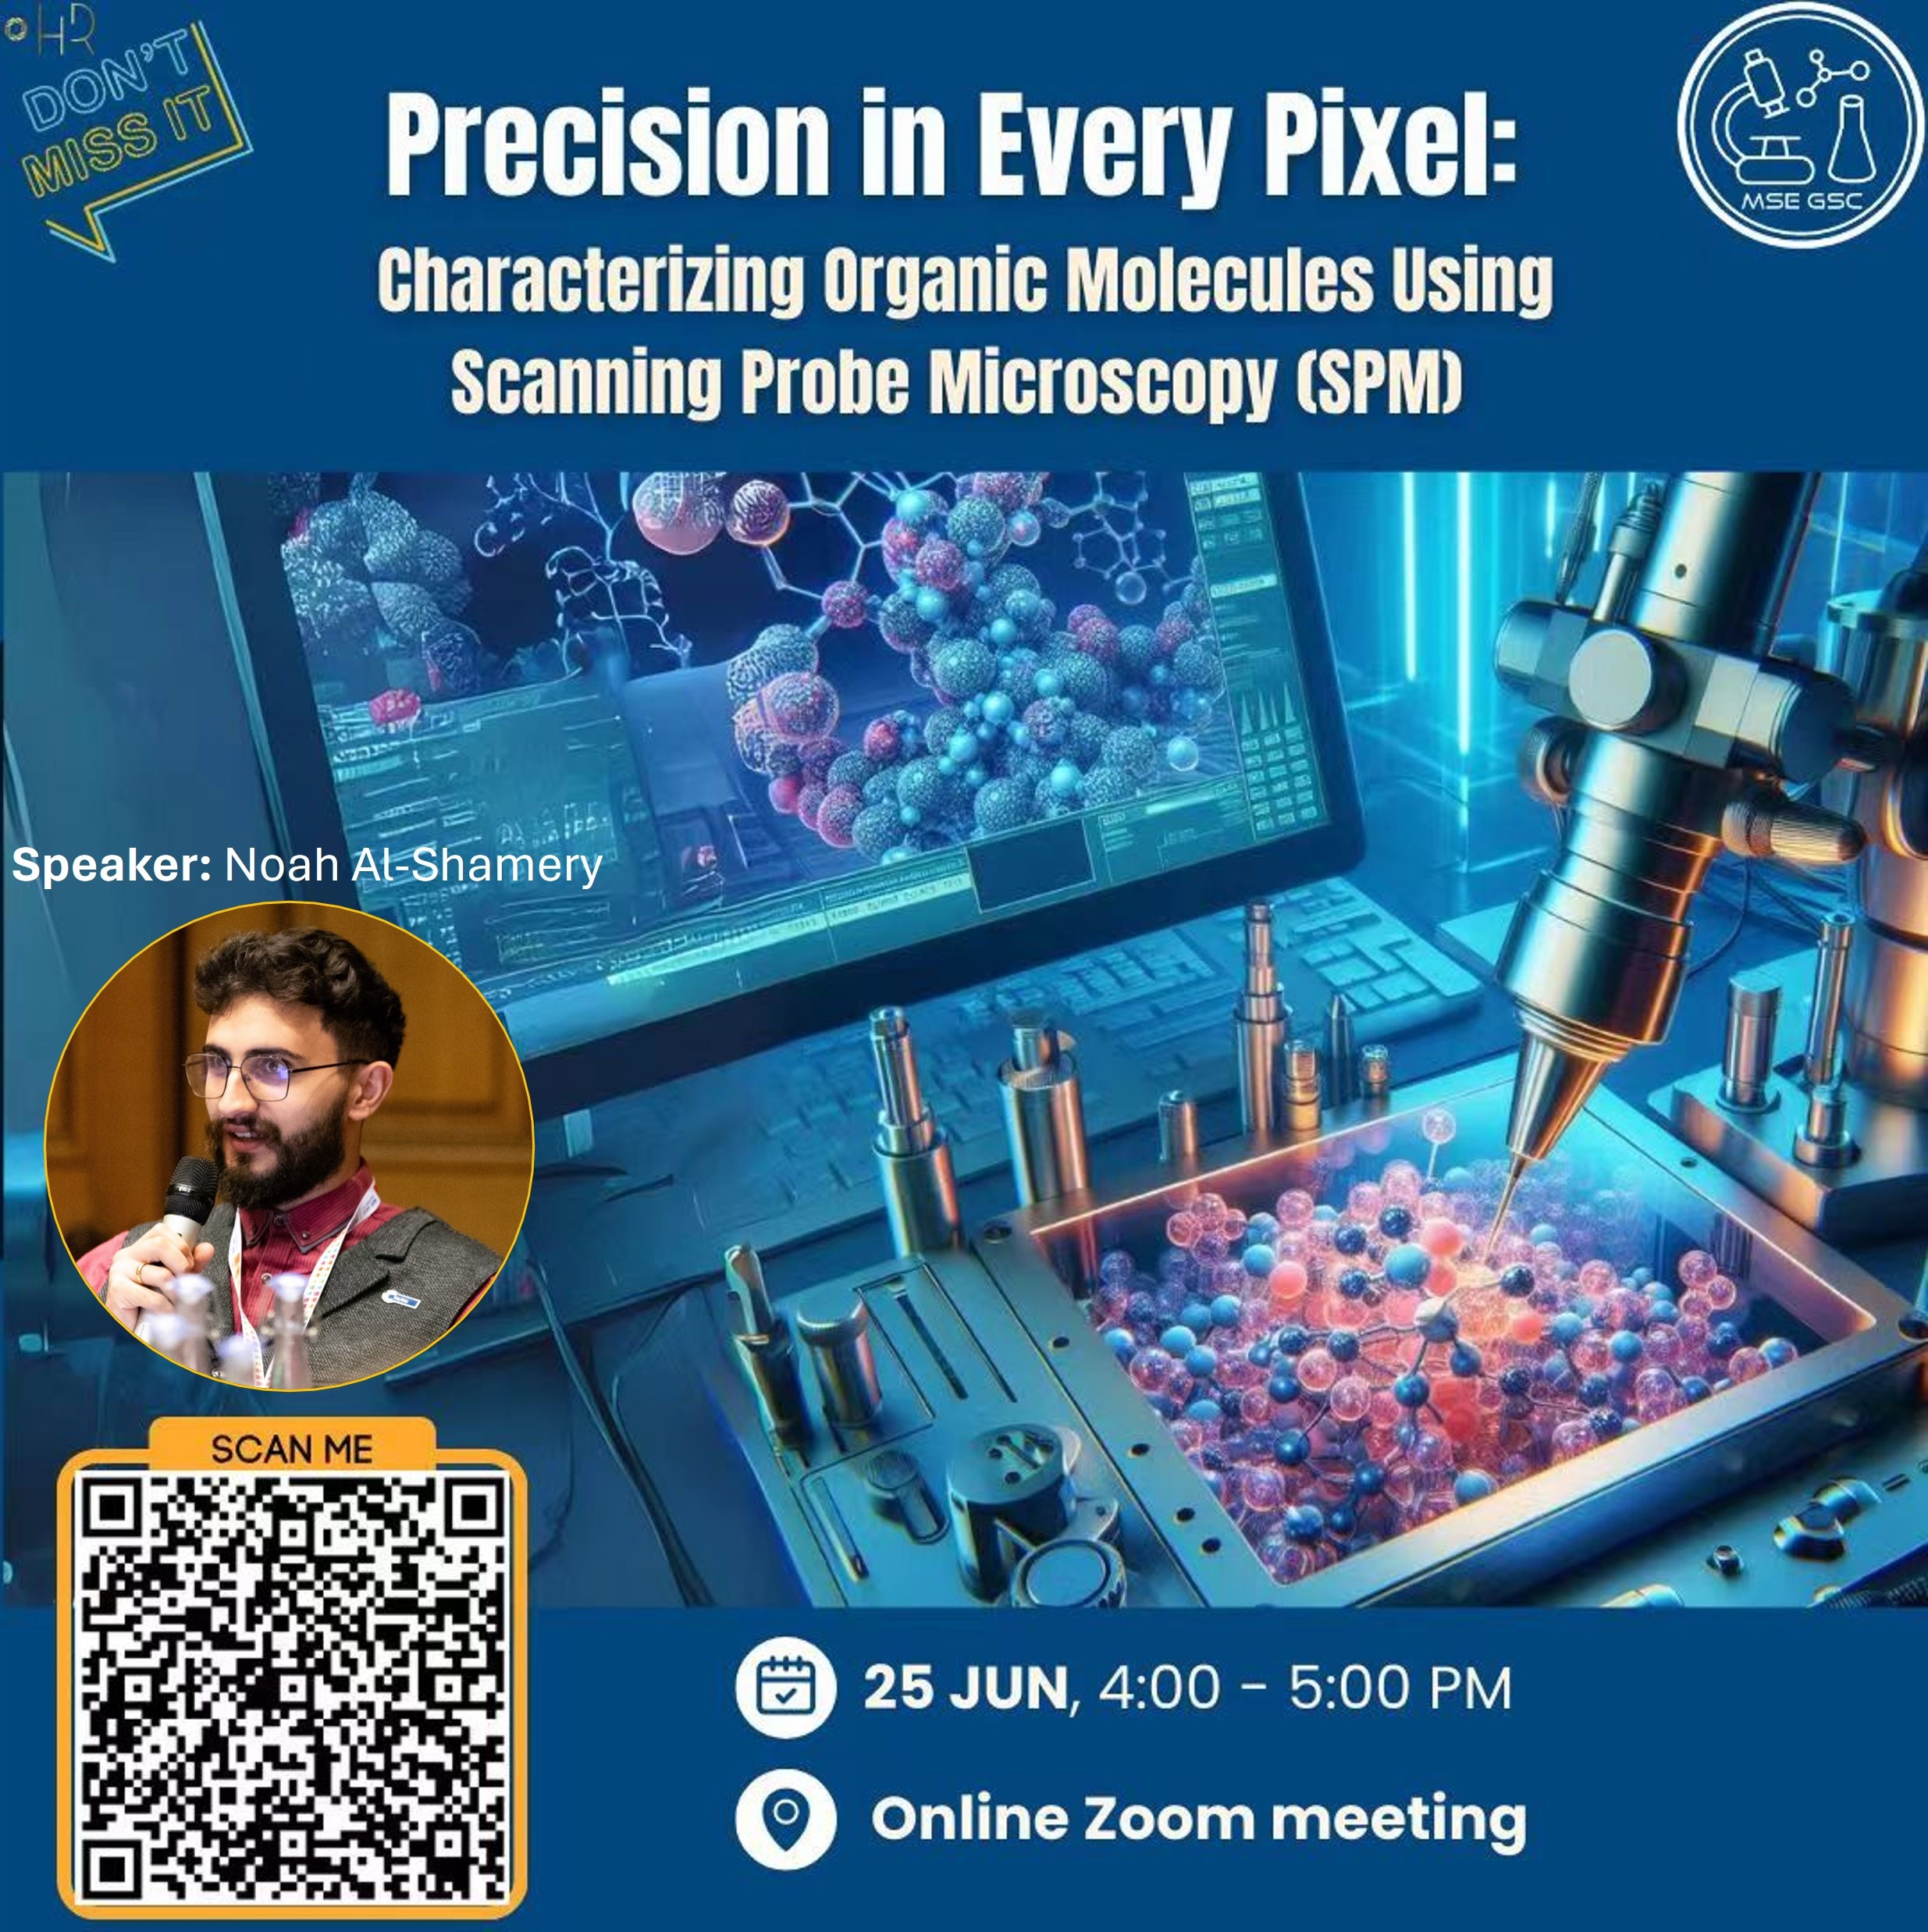 HR
DON'T
MISS IT
Precision in Every Pixel:
Characterizing Organic Molecules Using
Scanning Probe Microscopy (SPM)
MSE GSC
Speaker: Noah Al-Shamery
SCAN ME
25 JUN, 4:00 - 5:00 PM
Online Zoom meeting